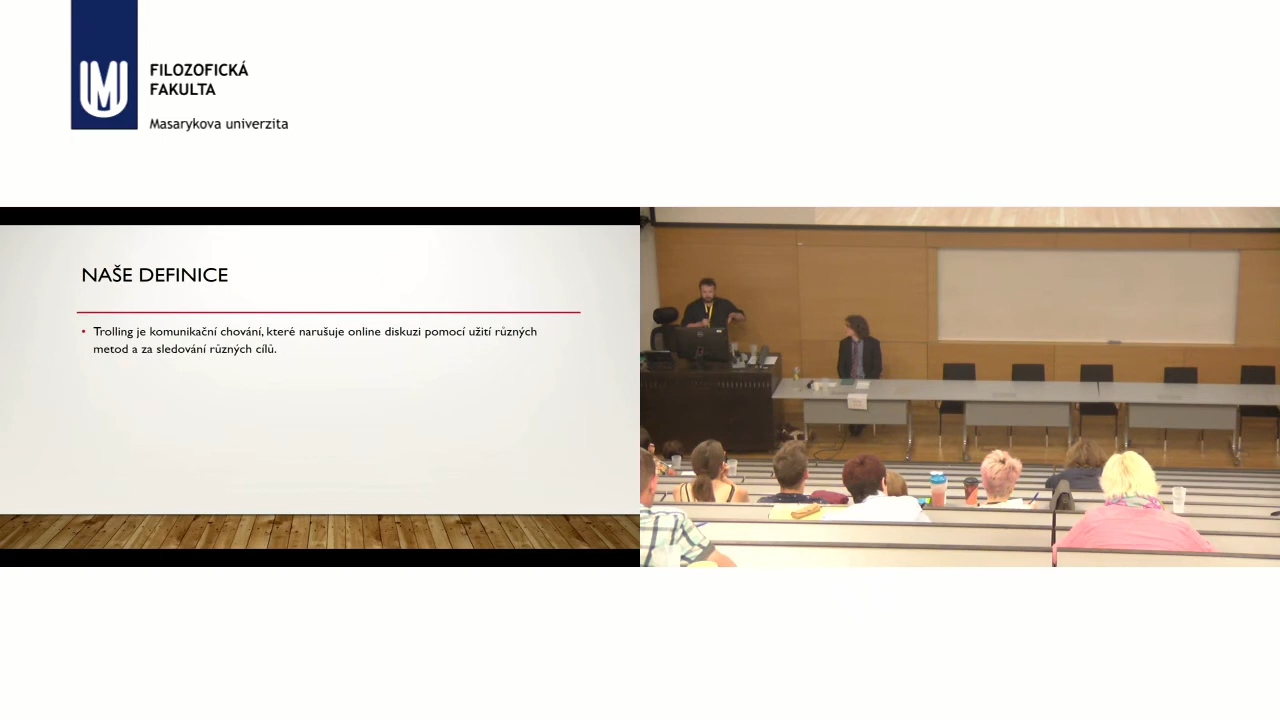 FILOZOFICKÁ
FAKULTA
Masarykova univerzita
NAŠE DEFINICE
• Trolling je komunikační chování, které narušuje online diskuzi pomocí užití různých
metod a za sledování různých cílů.